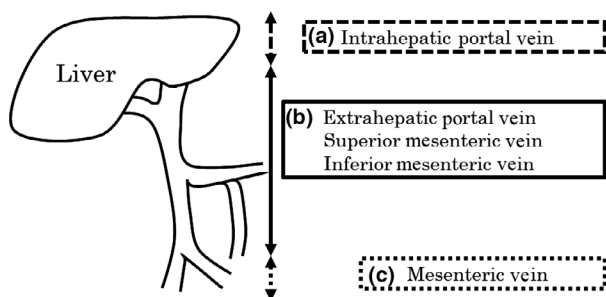 Liver
(a) Intrahepatic portal vein
(b) Extrahepatic portal vein
Superior mesenteric vein
Inferior mesenteric vein
(c) Mesenteric vein